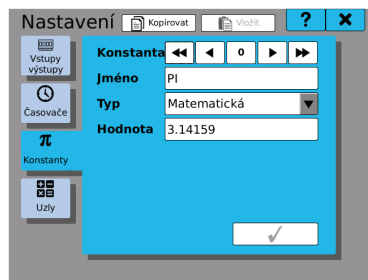 Nastavení Kopírovat Vložit ? X
Vstupy
výstupy
Časovače
π
Konstanty
Uzly
Konstanta 0
Jméno PI
Typ Matematická
Hodnota 3.14159